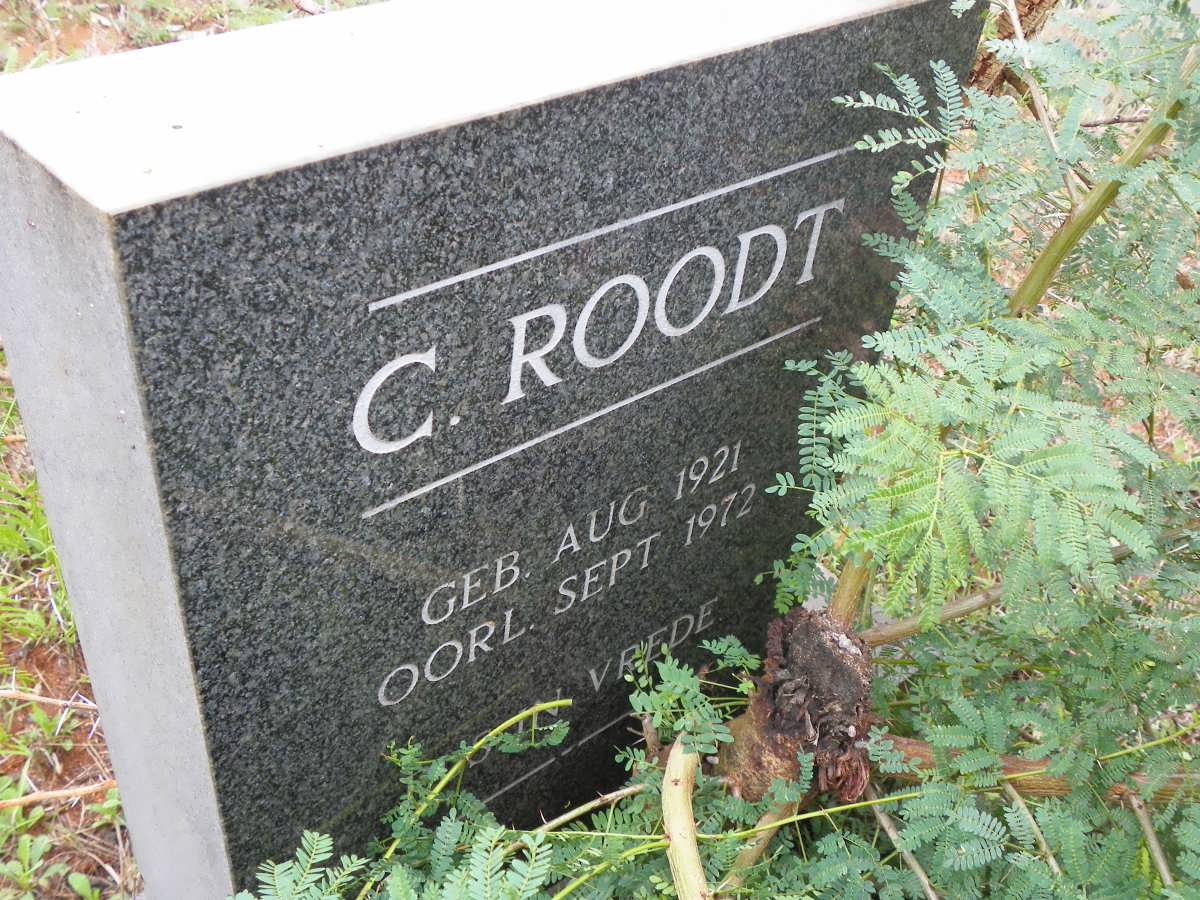 C. ROODT
GEB. AUG 1921
OORL. SEPT 1972
VREDE